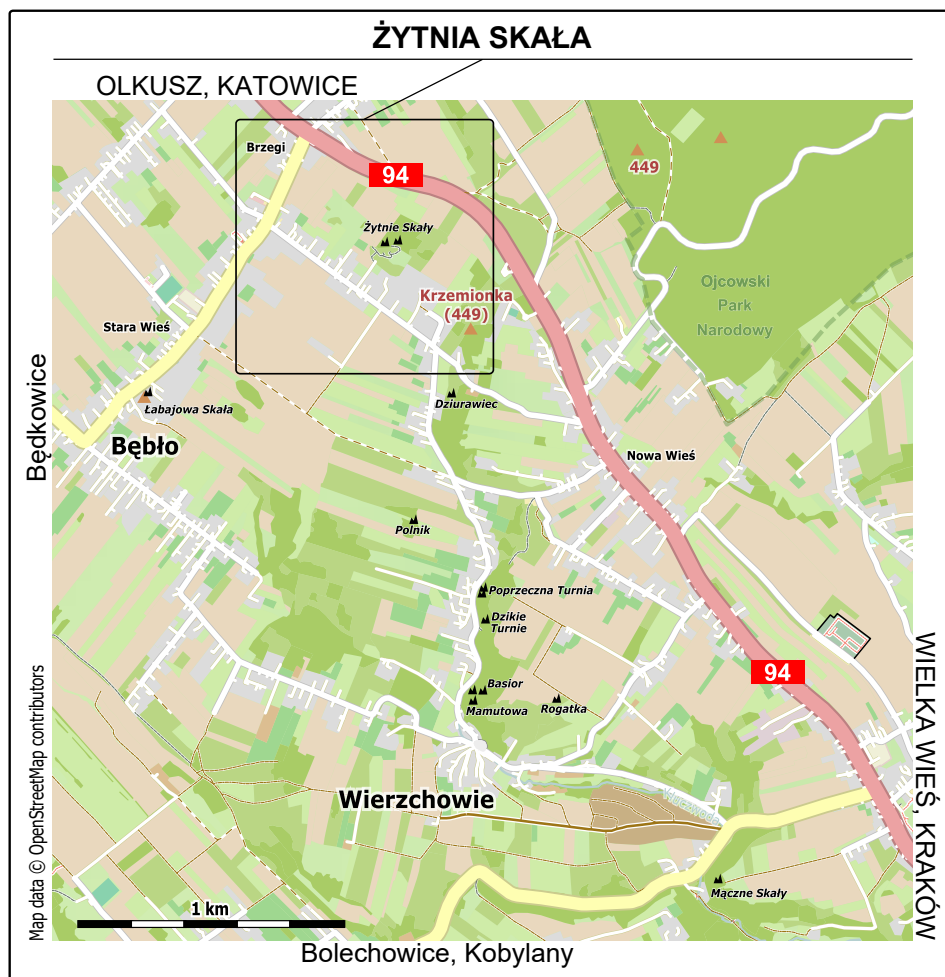 ŻYTNIA SKAŁA
OLKUSZ, KATOWICE
Brzegi
94
449
Żytnie Skały
Ojcowski
Park
Narodowy
Krzemionka
(449)
Stara Wieś
Łabajowa Skała
Dziurawiec
Będkowice
Bębło
Nowa Wieś
Polnik
Poprzeczna Turnia
Dzikie
Turnie
94
Basior
Mamutowa
Rogatka
WIELKA WIEŚ, KRAKÓW
Wierzchowie
Mączne Skały
Map data © OpenStreetMap contributors
1 km
Bolechowice, Kobylany